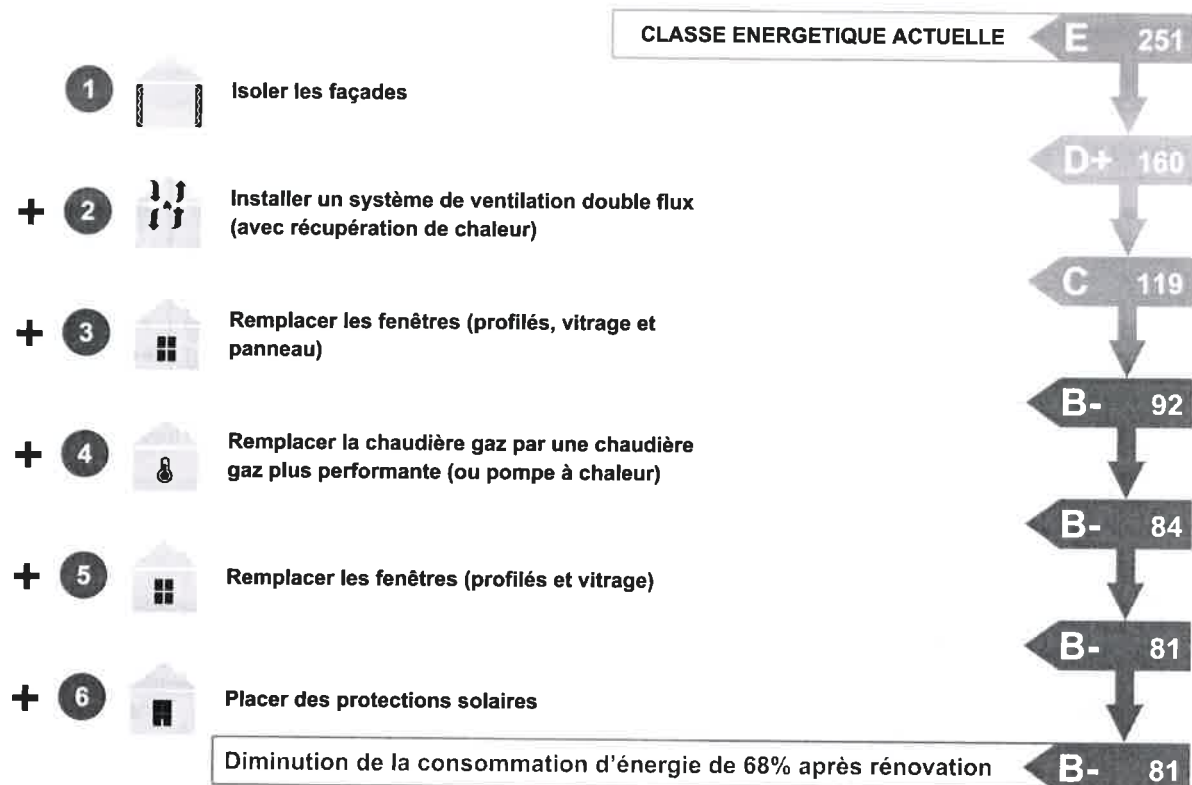 CLASSE ENERGETIQUE ACTUELLE E 251
1 Isoler les façades
D+ 160
+ 2 Installer un système de ventilation double flux
(avec récupération de chaleur)
C 119
+ 3 Remplacer les fenêtres (profilés, vitrage et
panneau)
B- 92
+ 4 Remplacer la chaudière gaz par une chaudière
gaz plus performante (ou pompe à chaleur)
B- 84
+ 5 Remplacer les fenêtres (profilés et vitrage)
B- 81
+ 6 Placer des protections solaires
Diminution de la consommation d'énergie de 68% après rénovation B- 81